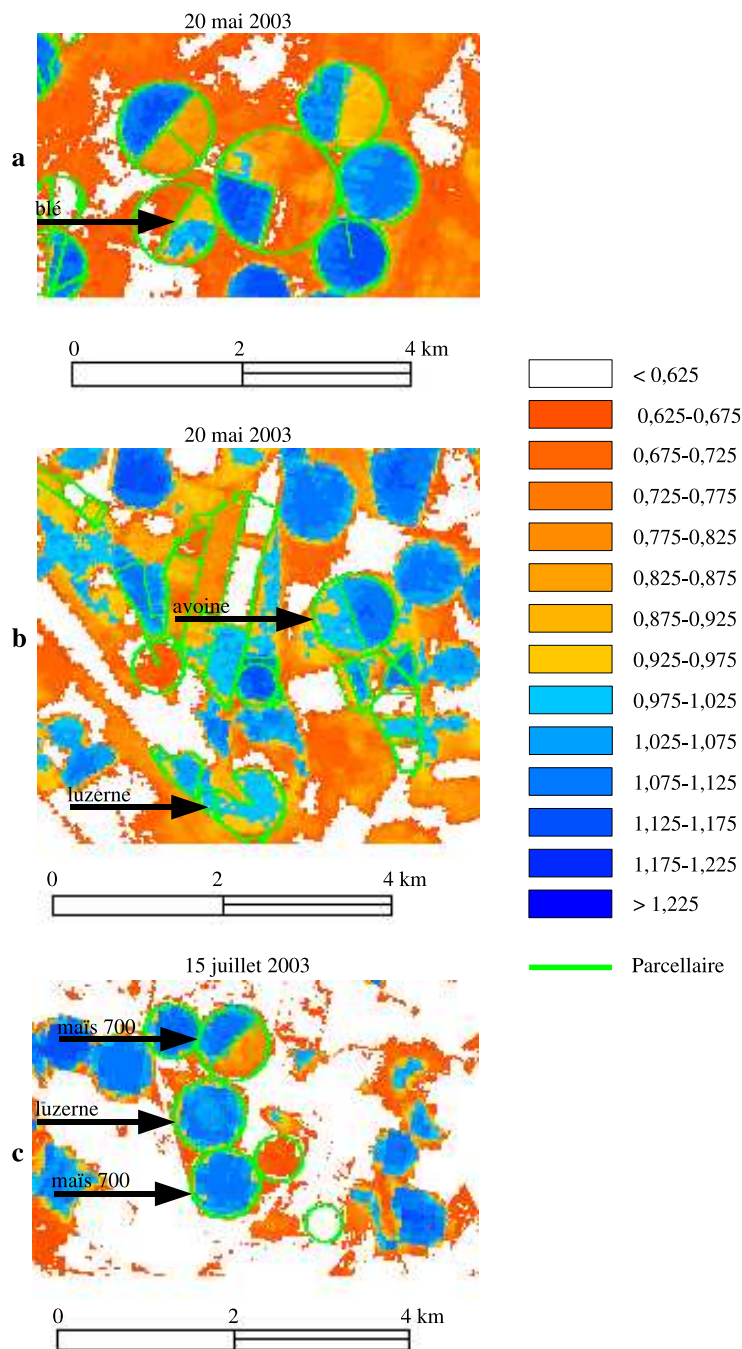 20 mai 2003
a
blé
0 2 4 km
20 mai 2003
avoine
b
luzerne
0 2 4 km
15 juillet 2003
maïs 700
luzerne
c
maïs 700
0 2 4 km
< 0,625
0,625-0,675
0,675-0,725
0,725-0,775
0,775-0,825
0,825-0,875
0,875-0,925
0,925-0,975
0,975-1,025
1,025-1,075
1,075-1,125
1,125-1,175
1,175-1,225
> 1,225
Parcellaire